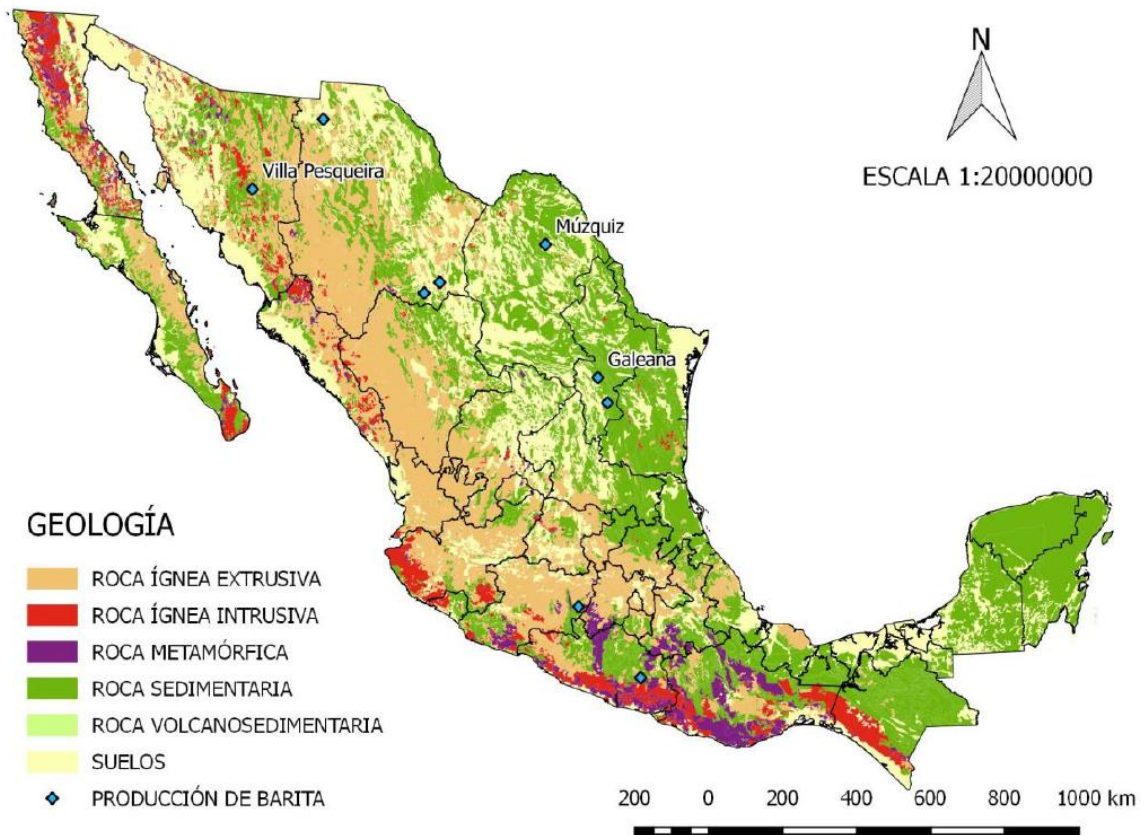 N
ESCALA 1:20000000
Villa Pesqueira
Múzquiz
Galeana
GEOLOGÍA
ROCA ÍGNEA EXTRUSIVA
ROCA ÍGNEA INTRUSIVA
ROCA METAMÓRFICA
ROCA SEDIMENTARIA
ROCA VOLCANOSEDIMENTARIA
SUELOS
PRODUCCIÓN DE BARITA
200 0 200 400 600 800 1000 km